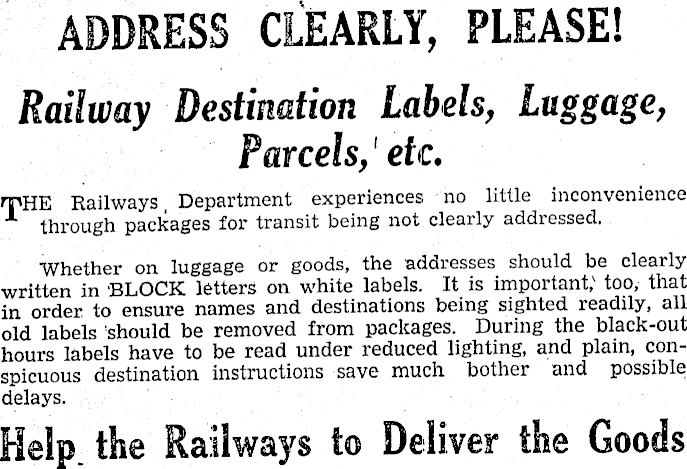 ADDRESS CLEARLY, PLEASE!
Railway Destination Labels, Luggage,
Parcels, etc.
THE Railways Department experiences no little inconvenience
through packages for transit being not clearly addressed.
Whether on luggage or goods, the addresses should be clearly
written in BLOCK letters on white labels. It is important, too, that
in order to ensure names and destinations being sighted readily, all
old labels should be removed from packages. During the black-out
hours labels have to be read under reduced lighting, and plain, con-
spicuous destination instructions save much bother and possible
delays.
Help the Railways to Deliver the Goods